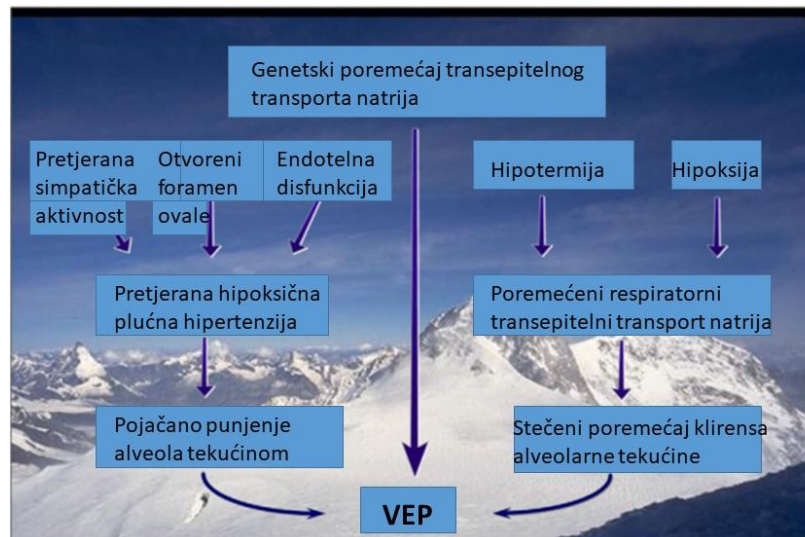 Genetski poremećaj transepitelnog
transporta natrija
Pretjerana
simpatička
aktivnost
Otvoreni
foramen
ovale
Endotelna
disfunkcija
Hipotermija
Hipoksija
Pretjerana hipoksična
plućna hipertenzija
Poremećeni respiratorni
transepitelni transport natrija
Pojačano punjenje
alveola tekućinom
Stečeni poremećaj klirensa
alveolarne tekućine
VEP